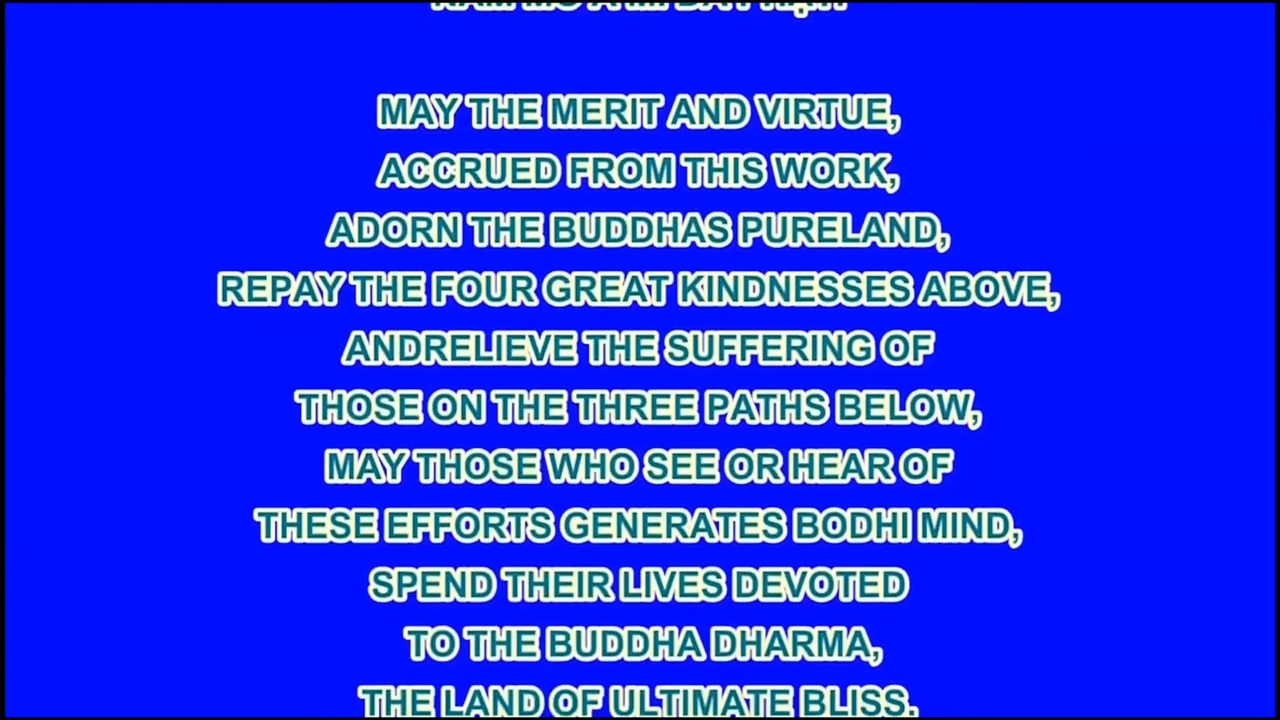 MAY THE MERIT AND VIRTUE,
ACCRUED FROM THIS WORK,
ADORN THE BUDDHAS PURELAND,
REPAY THE FOUR GREAT KINDNESSES ABOVE,
ANDRELIEVE THE SUFFERING OF
THOSE ON THE THREE PATHS BELOW,
MAY THOSE WHO SEE OR HEAR OF
THESE EFFORTS GENERATES BODHI MIND,
SPEND THEIR LIVES DEVOTED
TO THE BUDDHA DHARMA,
THE LAND OF ULTIMATE BLISS.